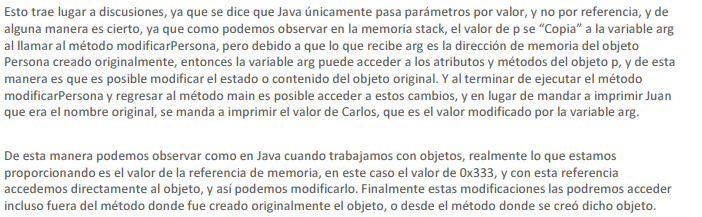 Esto trae lugar a discusiones, ya que se dice que Java únicamente pasa parámetros por valor, y no por referencia, y de
alguna manera es cierto, ya que como podemos observar en la memoria stack, el valor de p se “Copia” a la variable arg
al llamar al método modificarPersona, pero debido a que lo que recibe arg es la dirección de memoria del objeto
Persona creado originalmente, entonces la variable arg puede acceder a los atributos y métodos del objeto p, y de esta
manera es que es posible modificar el estado o contenido del objeto original. Y al terminar de ejecutar el método
modificarPersona y regresar al método main es posible acceder a estos cambios, y en lugar de mandar a imprimir Juan
que era el nombre original, se manda a imprimir el valor de Carlos, que es el valor modificado por la variable arg.
De esta manera podemos observar como en Java cuando trabajamos con objetos, realmente lo que estamos
proporcionando es el valor de la referencia de memoria, en este caso el valor de 0x333, y con esta referencia
accedemos directamente al objeto, y así podemos modificarlo. Finalmente estas modificaciones las podremos acceder
incluso fuera del método donde fue creado originalmente el objeto, o desde el método donde se creó dicho objeto.